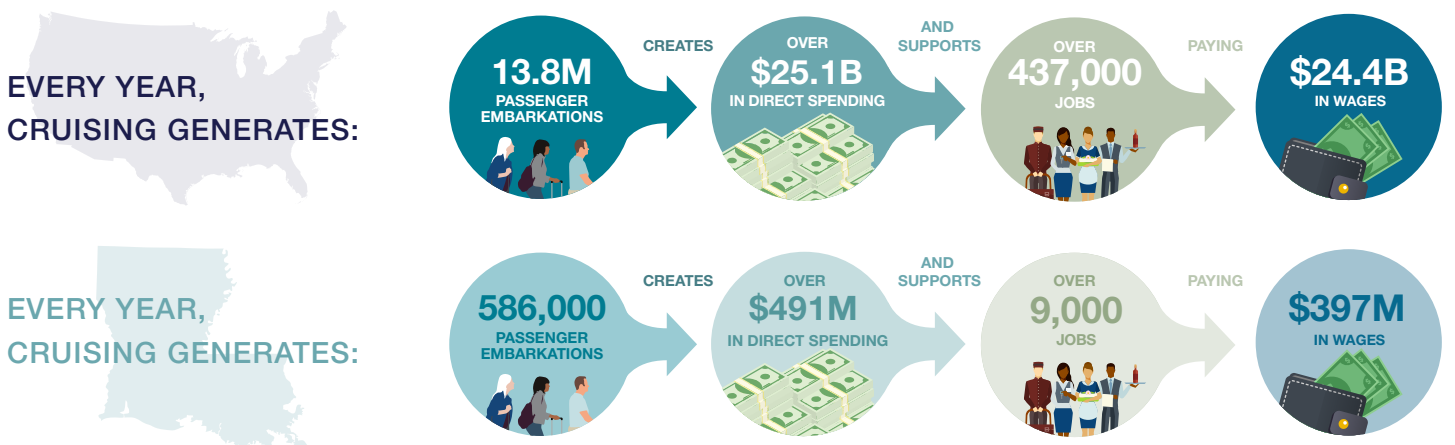 EVERY YEAR,
CRUISING GENERATES:
13.8M
PASSENGER
EMBARKATIONS
CREATES
OVER
$25.1B
IN DIRECT SPENDING
AND
SUPPORTS
OVER
437,000
JOBS
PAYING
$24.4B
IN WAGES
EVERY YEAR,
CRUISING GENERATES:
586,000
PASSENGER
EMBARKATIONS
CREATES
OVER
$491M
IN DIRECT SPENDING
AND
SUPPORTS
OVER
9,000
JOBS
PAYING
$397M
IN WAGES